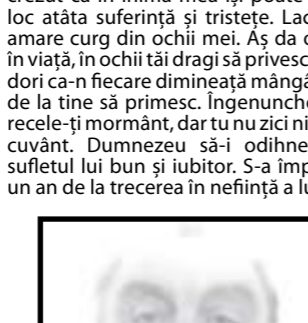 crezut că în inima mea își poate
loc atâta suferință și tristețe. Lac
amare curg din ochii mei. Aș da o
în viață, în ochii tăi dragi să privesc
dori ca-n fiecare dimineață mângâ
de la tine să primesc. Îngenunche
recele-ți mormânt, dar tu nu zici ni
cuvânt. Dumnezeu să-i odihne
sufletul lui bun și iubitor. S-a împ
un an de la trecerea în neființă a lu